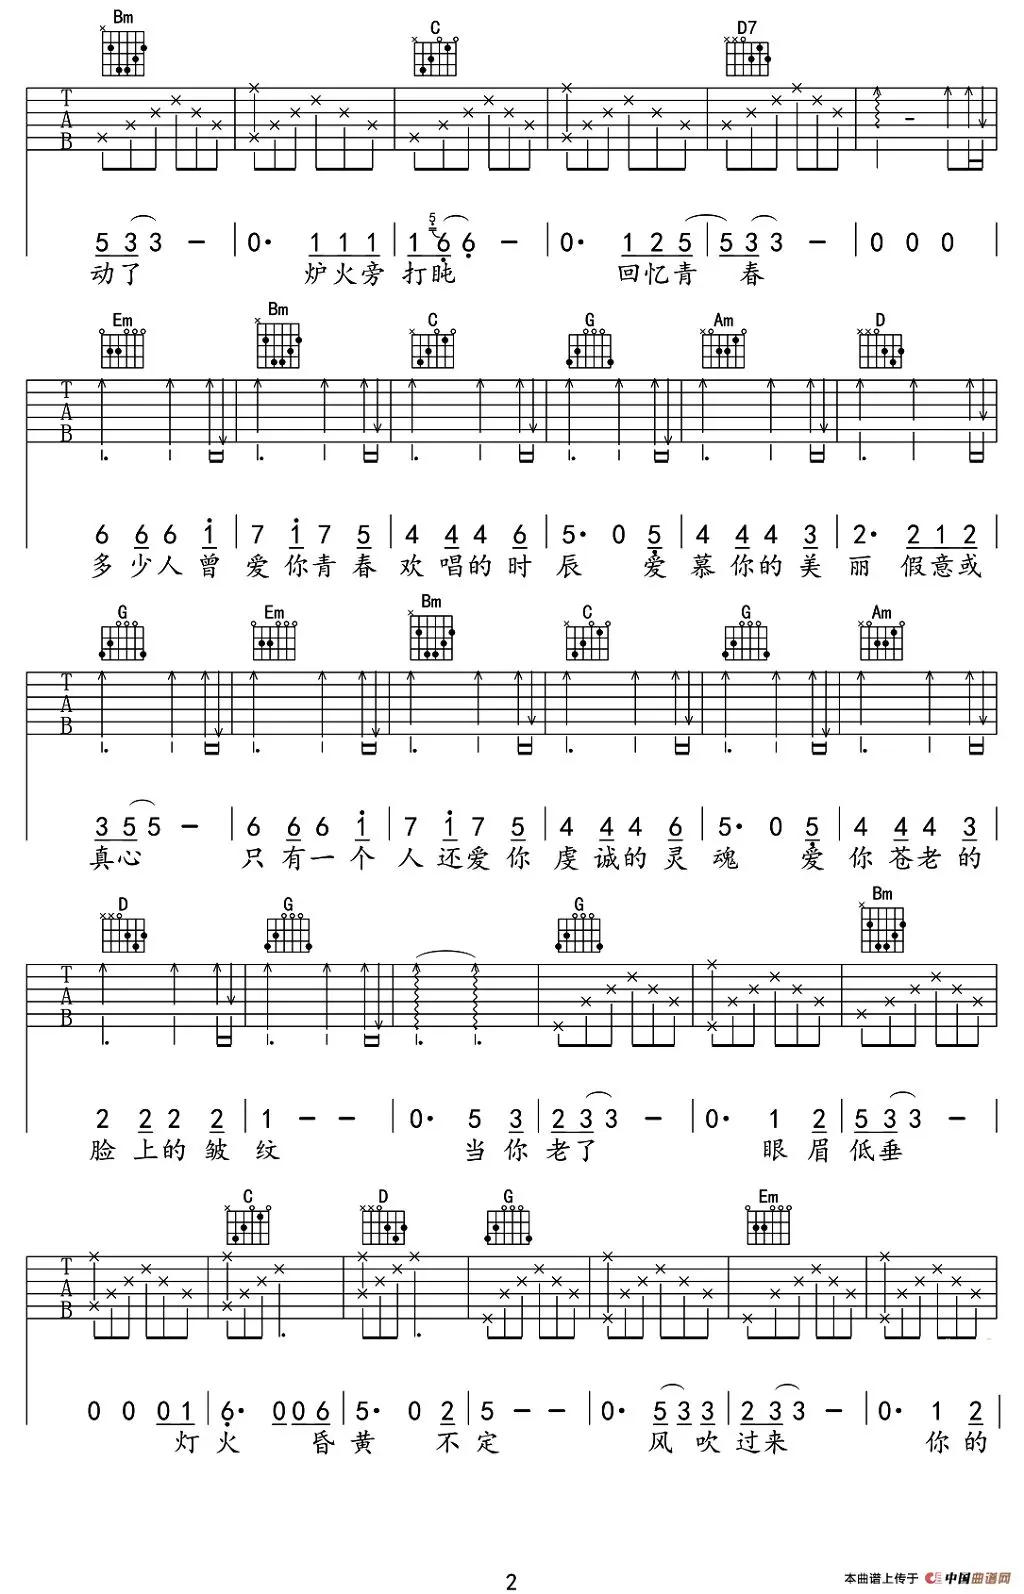 Bm C D7
T A B
5 3 3 - 0· 1 1 1 1 5 6 6 - 0· 1 2 5 5 3 3 - 0 0 0
动了 炉火旁打盹 回忆青 春
Em Bm C G Am D
T A B
6 6 6 1 7 1 7 5 4 4 4 6 5· 0 5 4 4 4 3 2· 2 1 2
多少人曾 爱你青春 欢唱的时 辰 爱 慕你的美 丽 假意或
G Em Bm C G Am
T A B
3 5 5 - 6 6 6 1 7 1 7 5 4 4 4 6 5· 0 5 4 4 4 3
真心 只有一个 人还爱你 虔诚的灵 魂 爱 你苍老的
D G G Bm
T A B
2 2 2 2 1 - - 0· 5 3 2 3 3 - 0· 1 2 5 3 3 -
脸上的皱 纹 当你 老了 眼眉 低垂
C D G Em
T A B
0 0 0 1 6· 0 0 6 5· 0 2 5 - - 0· 5 3 3 2 3 3 - 0· 1 2
灯 火 昏 黄 不 定 风吹 过来 你的
2
本曲谱上传于 中国曲谱网